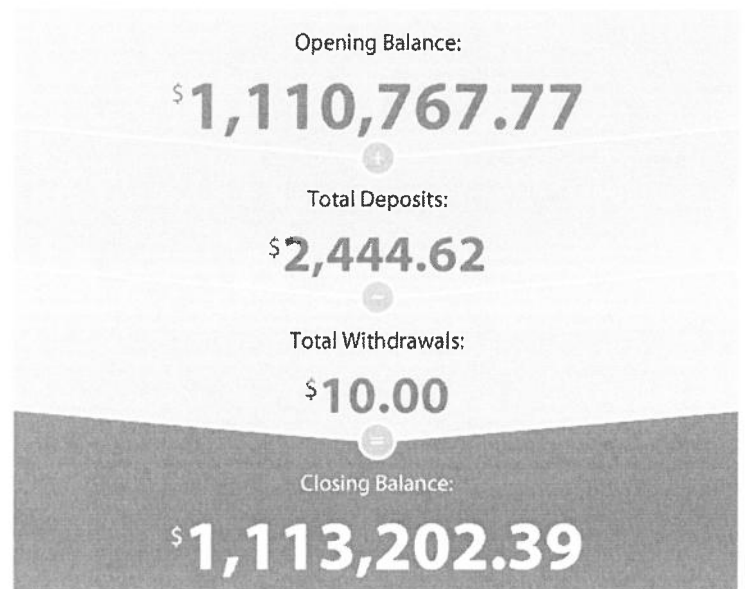 Opening Balance:
$1,110,767.77
+
Total Deposits:
$2,444.62
-
Total Withdrawals:
$10.00
=
Closing Balance:
$1,113,202.39